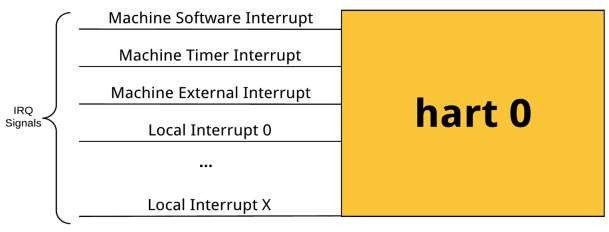 Machine Software Interrupt
Machine Timer Interrupt
Machine External Interrupt
IRQ
Signals
Local Interrupt 0
...
Local Interrupt X
hart 0